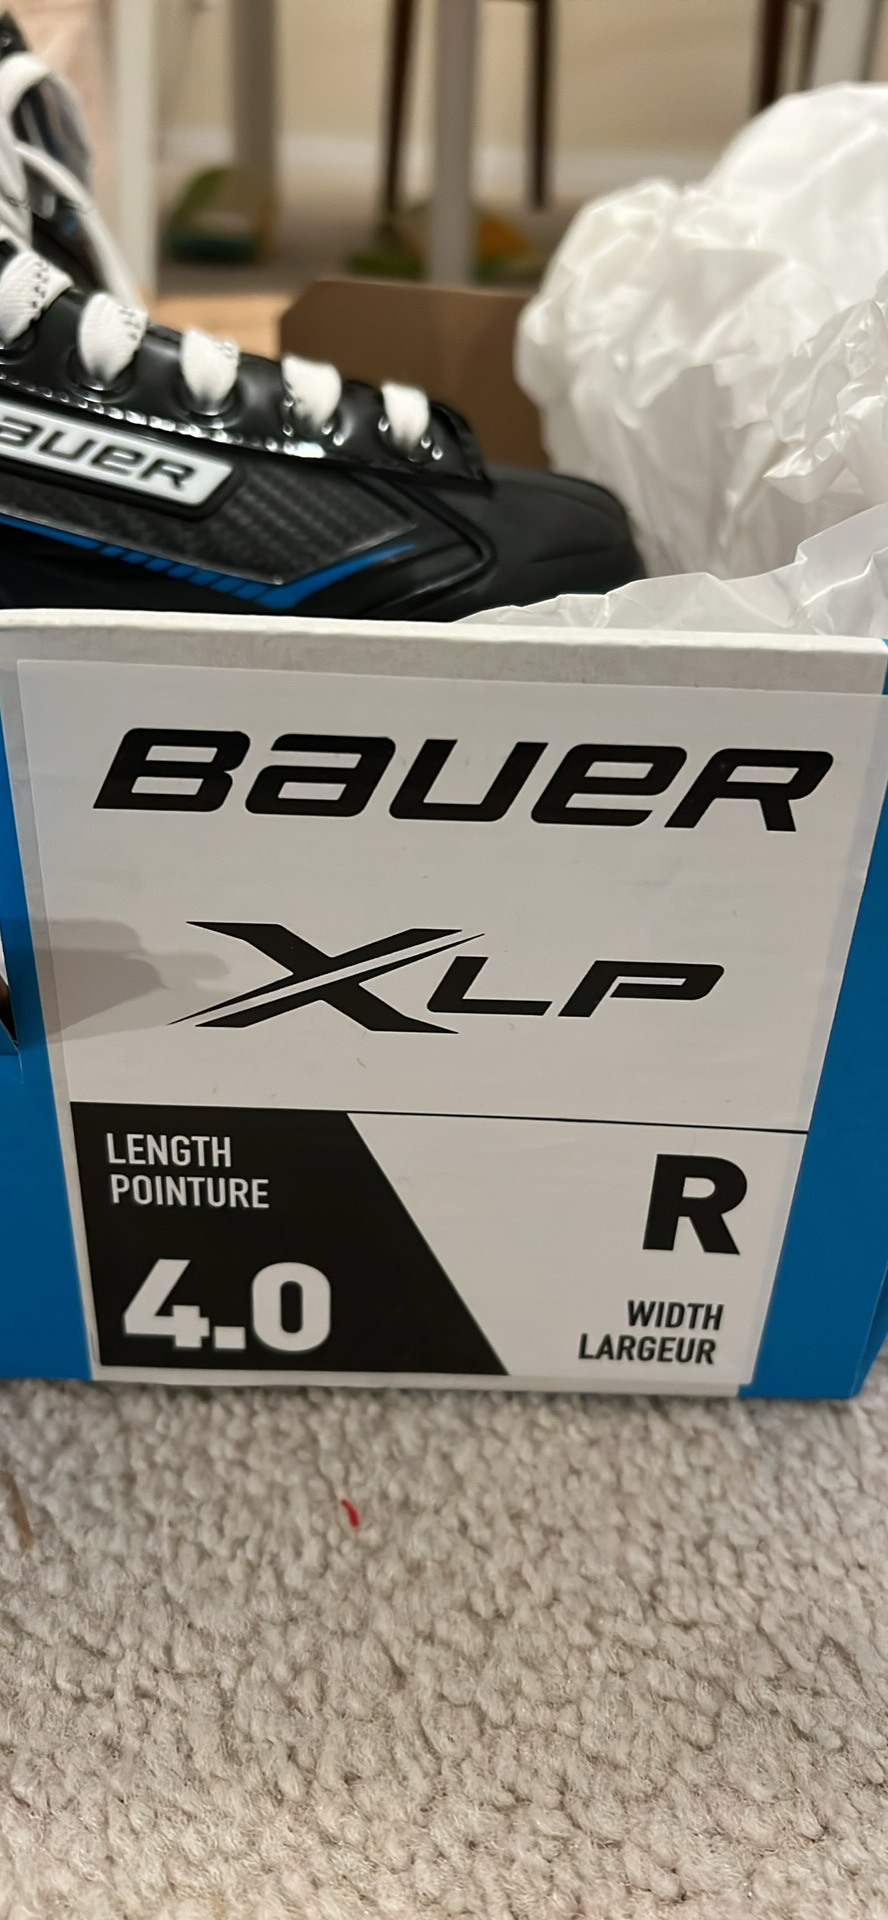 BAUER
BAUER
XLP
LENGTH
POINTURE
4.0
R
WIDTH
LARGEUR